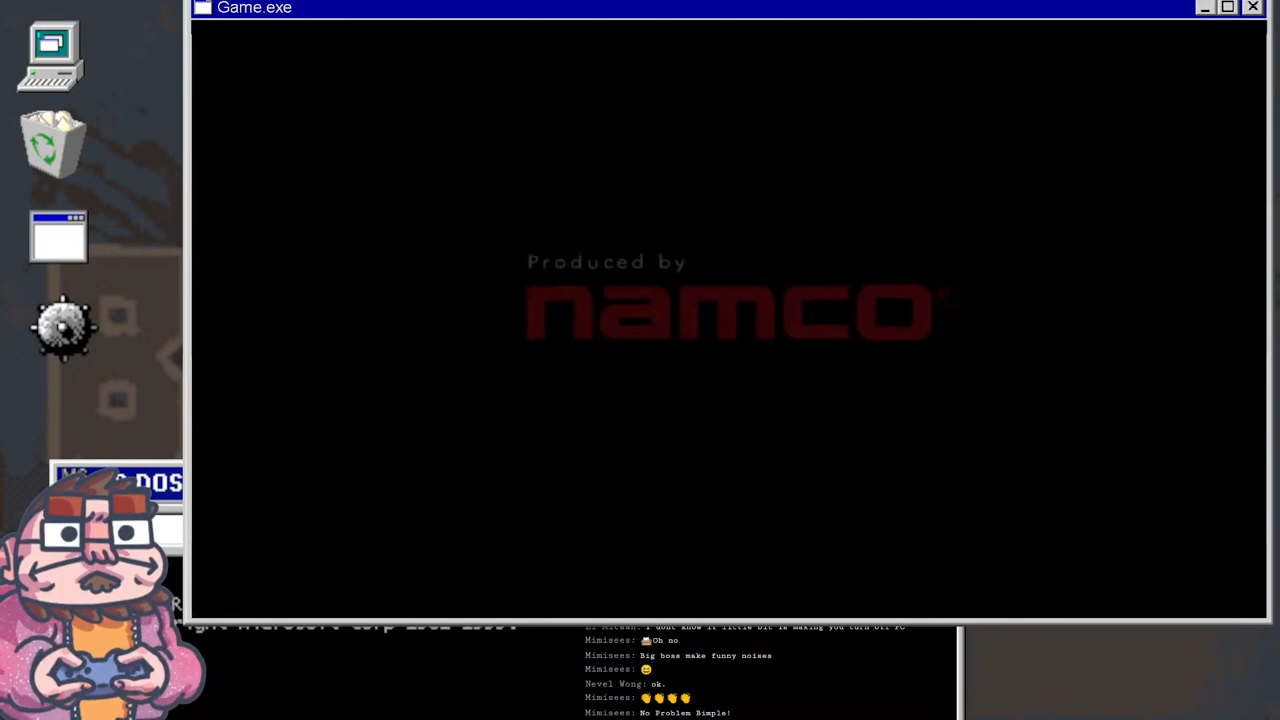 Game.exe
Produced by
namco®
DOS
Mimisees: Oh no
Mimisees: Big boss make funny noises
Mimisees: 😄
Nevel Wong: ok.
Mimisees: 👏👏👏👏
Mimisees: No Problem Bimple!